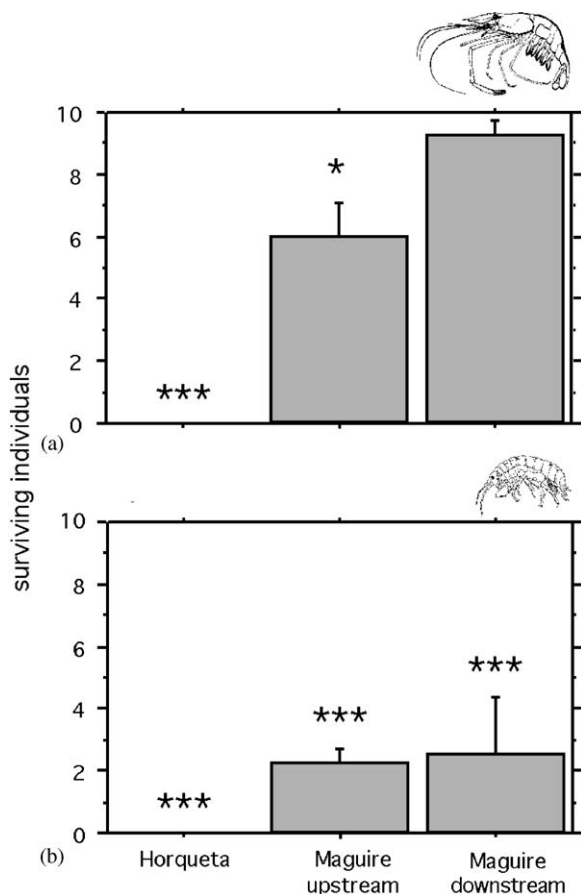 10
8
6
4
2
0
*
***
(a)
surviving individuals
10
8
6
4
2
0
***
***
***
(b)
Horqueta
Maguire
upstream
Maguire
downstream